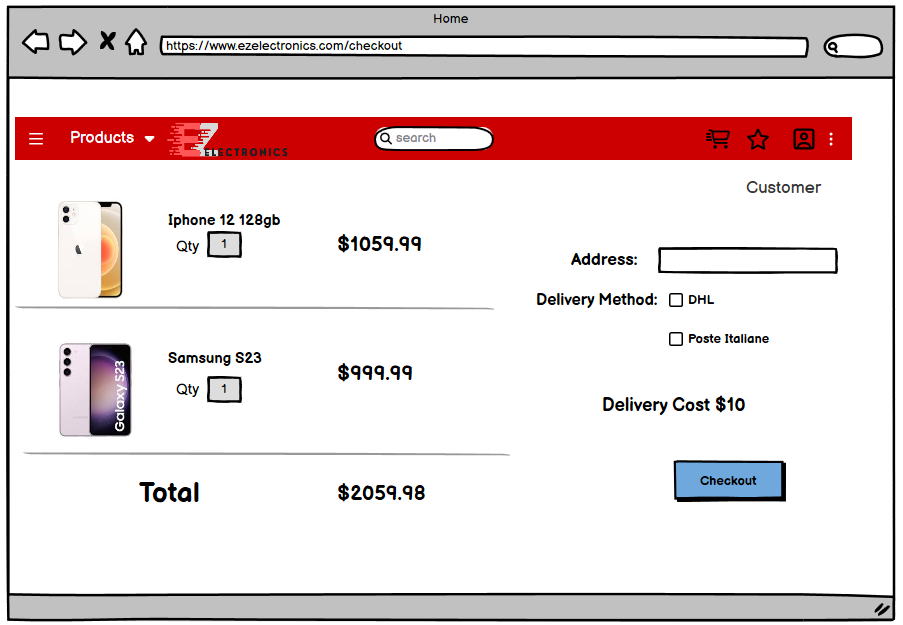 Home
https://www.ezelectronics.com/checkout
Products
EZ ELECTRONICS
search
Customer
Iphone 12 128gb
Qty 1
$1059.99
Address:
Delivery Method: DHL
Poste Italiane
Samsung S23
Qty 1
$999.99
Galaxy S23
Delivery Cost $10
Checkout
Total $2059.98